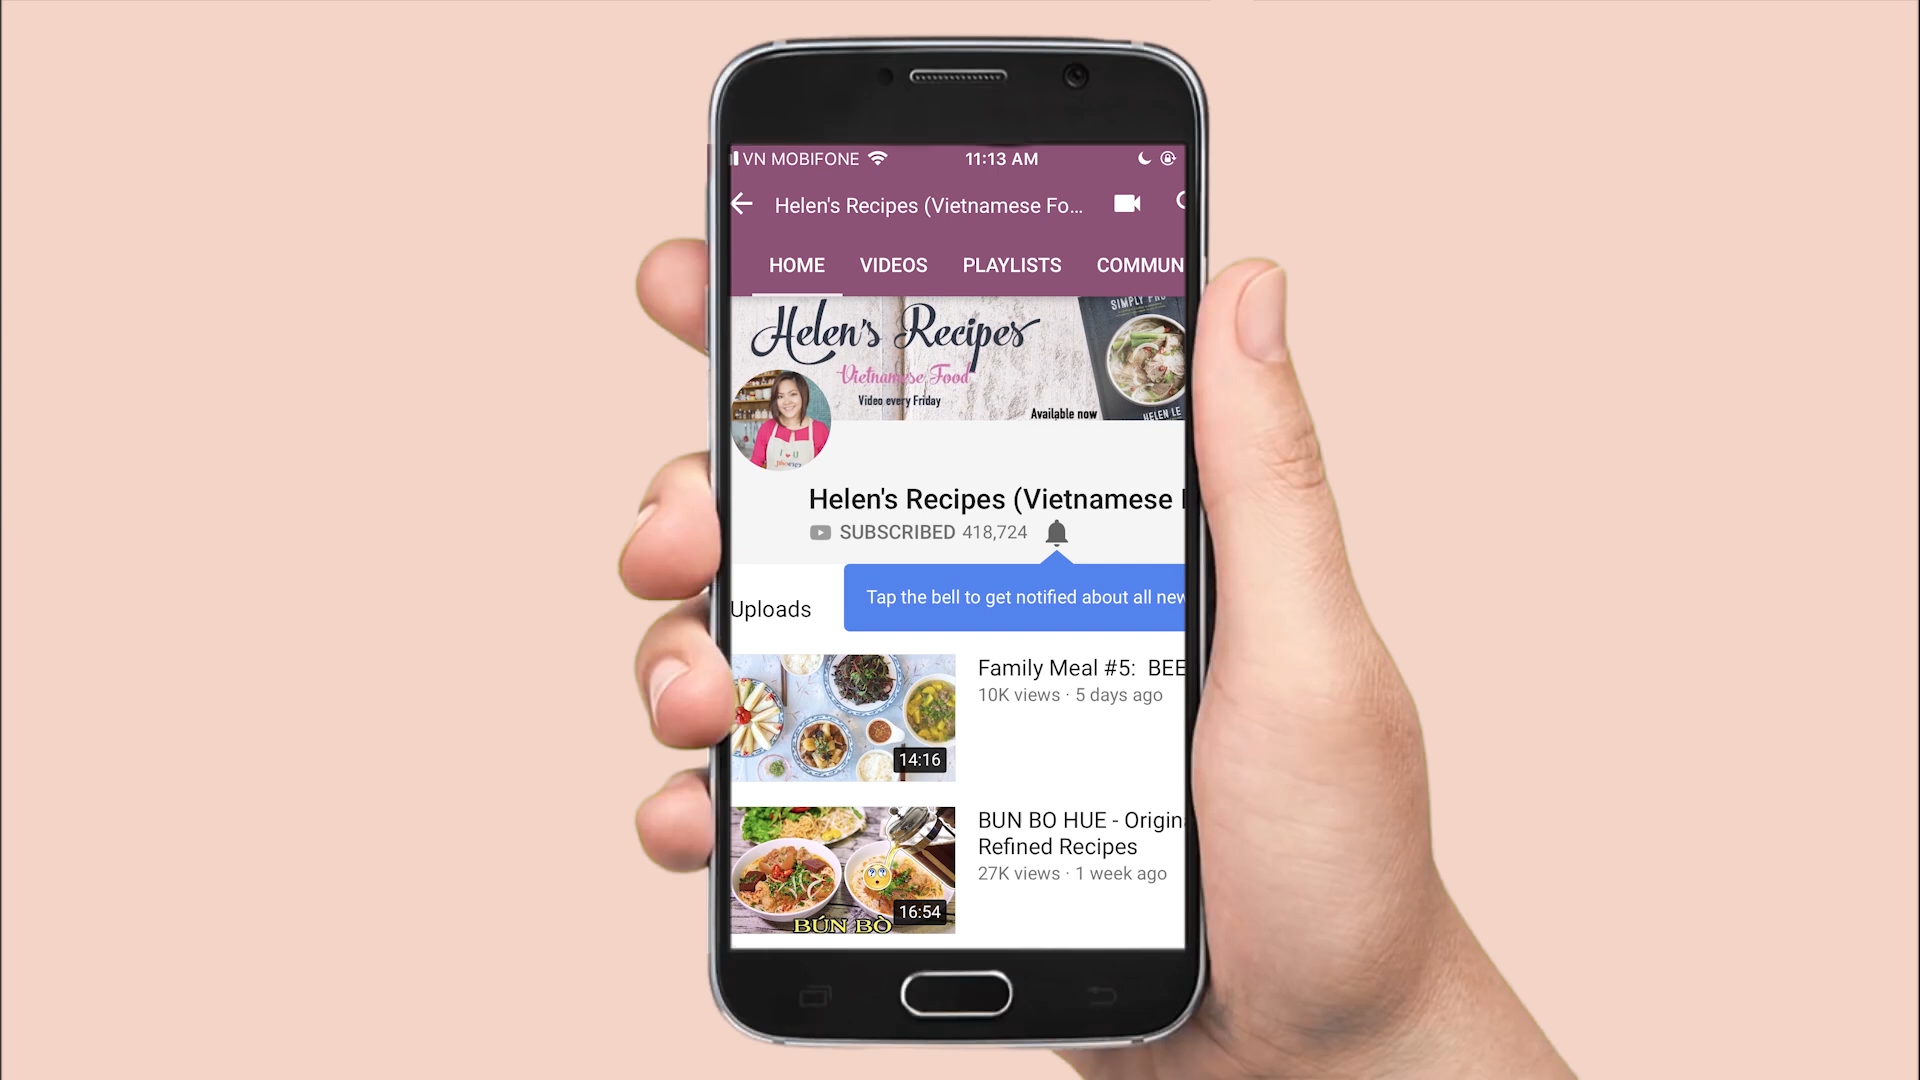 VN MOBIFONE 11:13 AM
Helen's Recipes (Vietnamese Fo...
HOME VIDEOS PLAYLISTS COMMUN
SIMPLY PHO
Helen's Recipes
Vietnamese Food
Video every Friday
Available now
HELEN LE
I ♥ U
Helen's Recipes (Vietnamese
SUBSCRIBED 418,724
Tap the bell to get notified about all new
Uploads
Family Meal #5: BEE
10K views · 5 days ago
14:16
BUN BO HUE - Origin
Refined Recipes
27K views · 1 week ago
16:54
BÚN BÒ